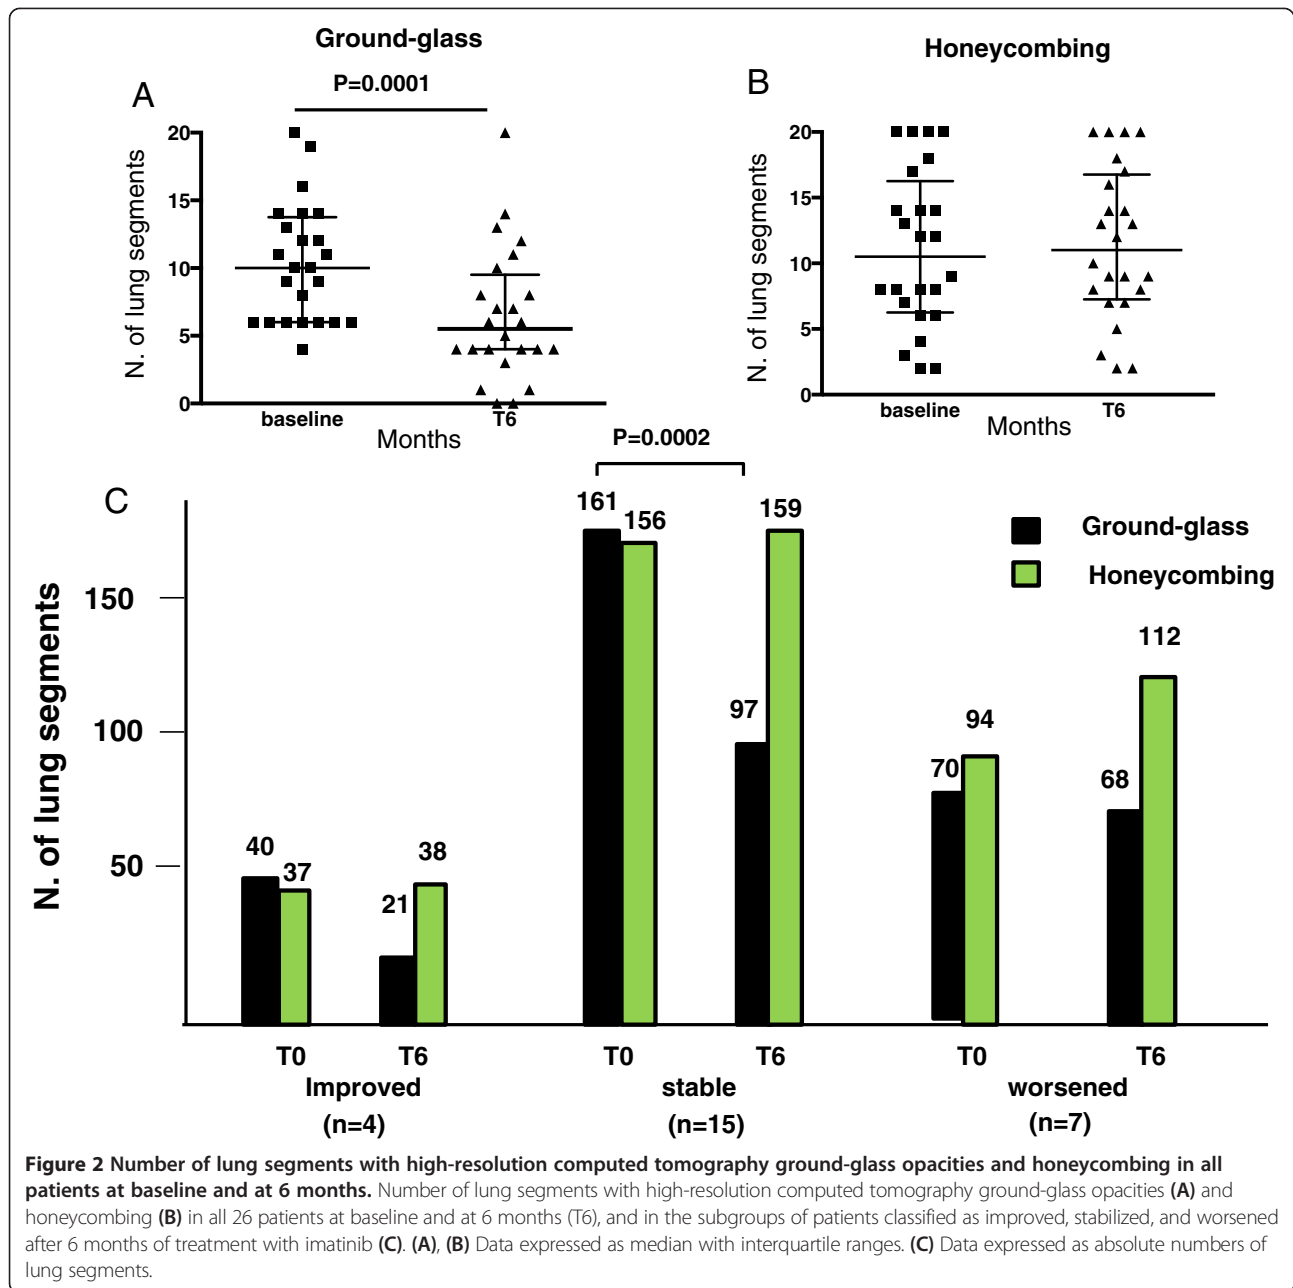 Ground-glass
Honeycombing
A
P=0.0001
B
20
15
10
5
0
N. of lung segments
baseline
T6
Months
20
15
10
5
0
N. of lung segments
baseline
T6
Months
P=0.0002
C
161
156
159
Ground-glass
Honeycombing
150
100
50
N. of lung segments
40
37
21
38
97
70
94
68
112
T0
T6
T0
T6
T0
T6
Improved
stable
worsened
(n=4)
(n=15)
(n=7)
Figure 2 Number of lung segments with high-resolution computed tomography ground-glass opacities and honeycombing in all
patients at baseline and at 6 months. Number of lung segments with high-resolution computed tomography ground-glass opacities (A) and
honeycombing (B) in all 26 patients at baseline and at 6 months (T6), and in the subgroups of patients classified as improved, stabilized, and worsened
after 6 months of treatment with imatinib (C). (A), (B) Data expressed as median with interquartile ranges. (C) Data expressed as absolute numbers of
lung segments.